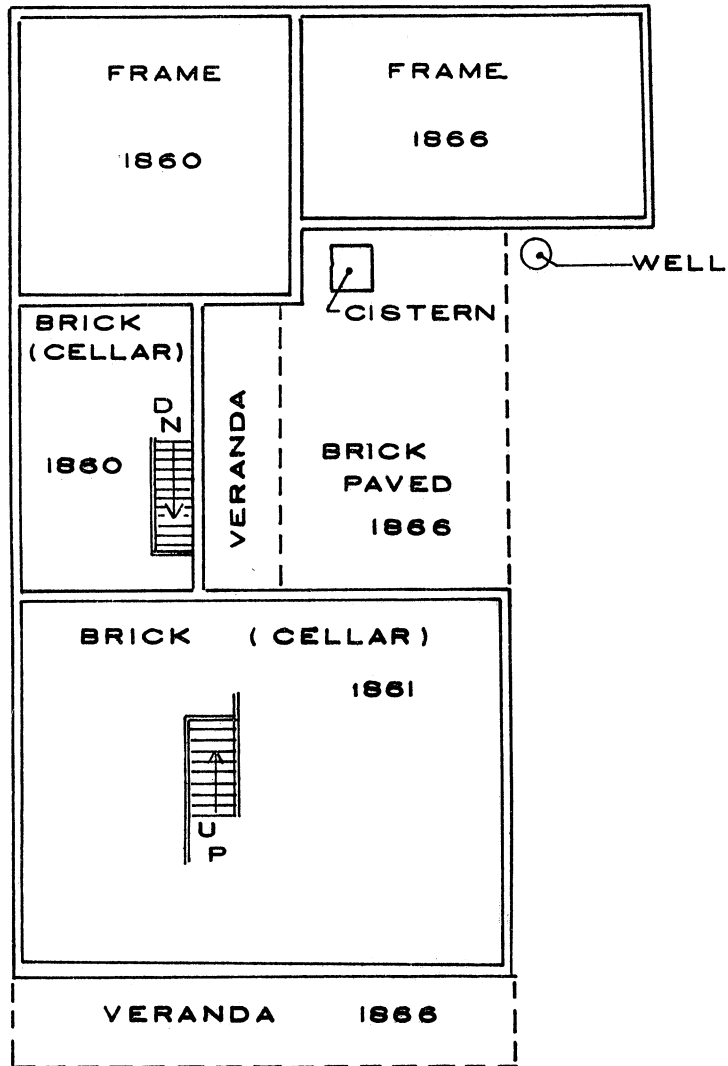 FRAME
1860
FRAME
1866
WELL
CISTERN
BRICK
(CELLAR)
DN
1860
VERANDA
BRICK
PAVED
1866
BRICK (CELLAR)
1861
UP
VERANDA 1866